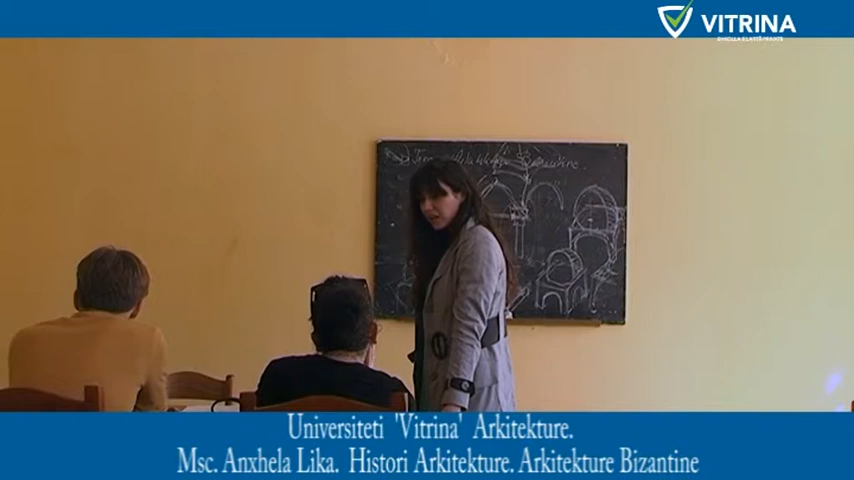 VITRINA
Universiteti 'Vitrina' Arkitekture.
Msc. Anxhela Lika. Histori Arkitekture. Arkitekture Bizantine